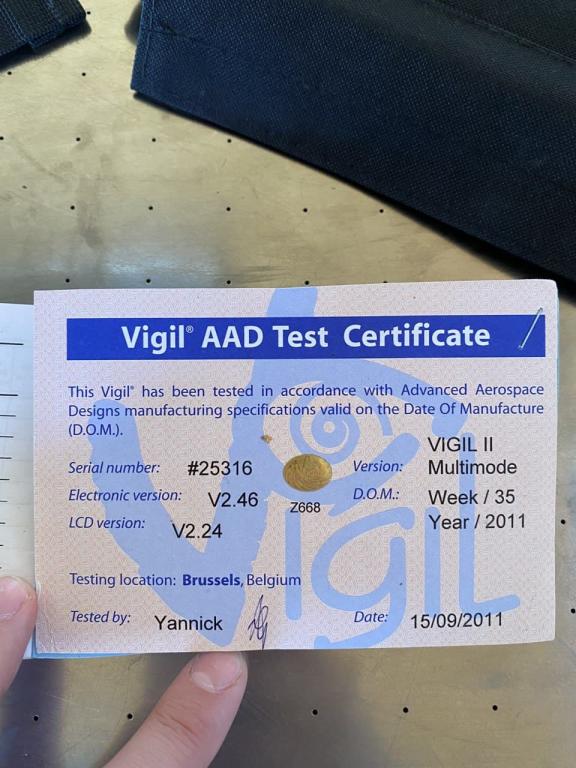 Vigil® AAD Test Certificate
This Vigil® has been tested in accordance with Advanced Aerospace
Designs manufacturing specifications valid on the Date Of Manufacture
(D.O.M.).
Serial number: #25316
Electronic version: V2.46
LCD version: V2.24
Z668
Version: VIGIL II
Multimode
D.O.M.: Week / 35
Year / 2011
Vigil
Testing location: Brussels, Belgium
Tested by: Yannick
Date: 15/09/2011